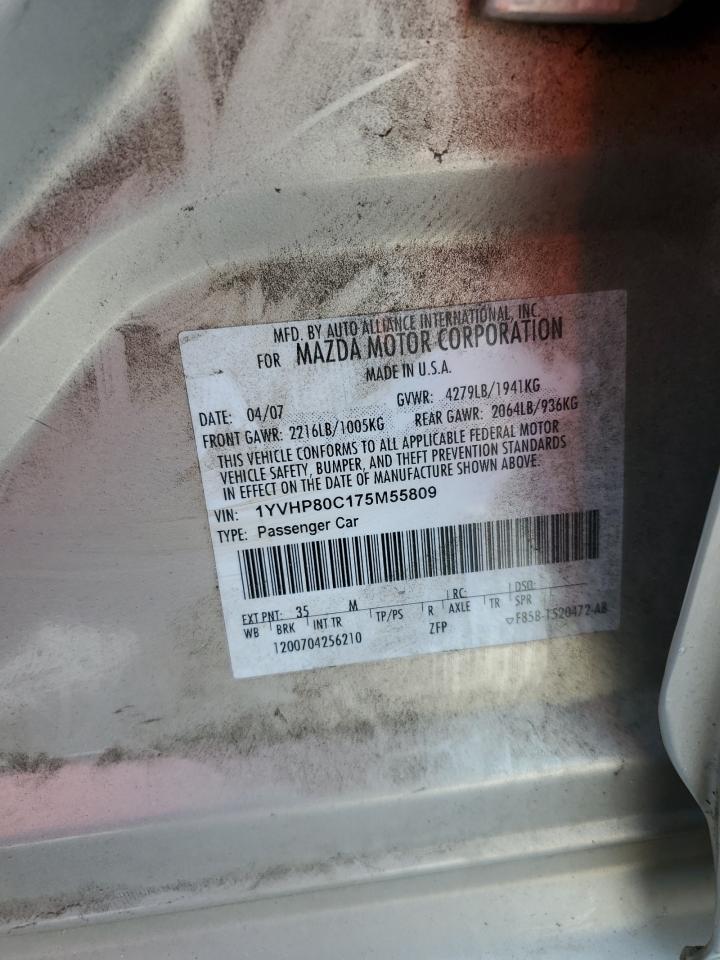 MFD. BY AUTO ALLIANCE INTERNATIONAL, INC.
FOR MAZDA MOTOR CORPORATION
MADE IN U.S.A.
DATE: 04/07 GVWR: 4279LB/1941KG
FRONT GAWR: 2216LB/1005KG REAR GAWR: 2064LB/936KG
THIS VEHICLE CONFORMS TO ALL APPLICABLE FEDERAL MOTOR
VEHICLE SAFETY, BUMPER, AND THEFT PREVENTION STANDARDS
IN EFFECT ON THE DATE OF MANUFACTURE SHOWN ABOVE.
VIN: 1YVHP80C175M55809
TYPE: Passenger Car
EXT PNT: 35 M RC: DSO:
WB BRK INT TR TP/PS R AXLE TR SPR
1200704256210 ZFP F85B-1520472-AB